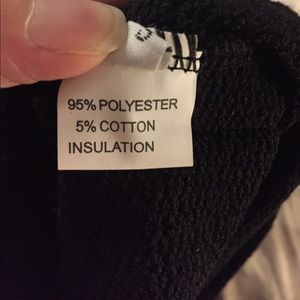 95% POLYESTER
5% COTTON
INSULATION